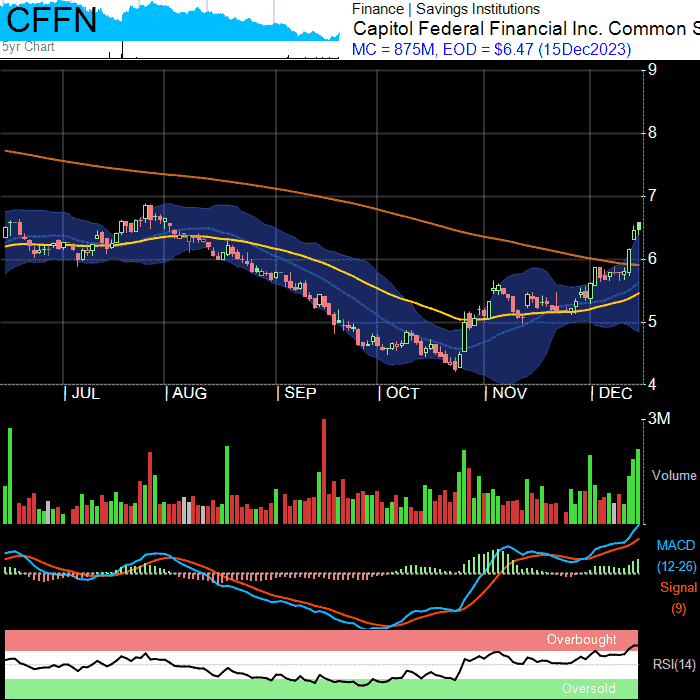 CFFN
5yr Chart
Finance | Savings Institutions
Capitol Federal Financial Inc. Common S
MC = 875M, EOD = $6.47 (15Dec2023)
9
8
7
6
5
4
| JUL | AUG | SEP | OCT | NOV | DEC
3M
Volume
MACD
(12-26)
Signal
(9)
Overbought
RSI(14)
Oversold